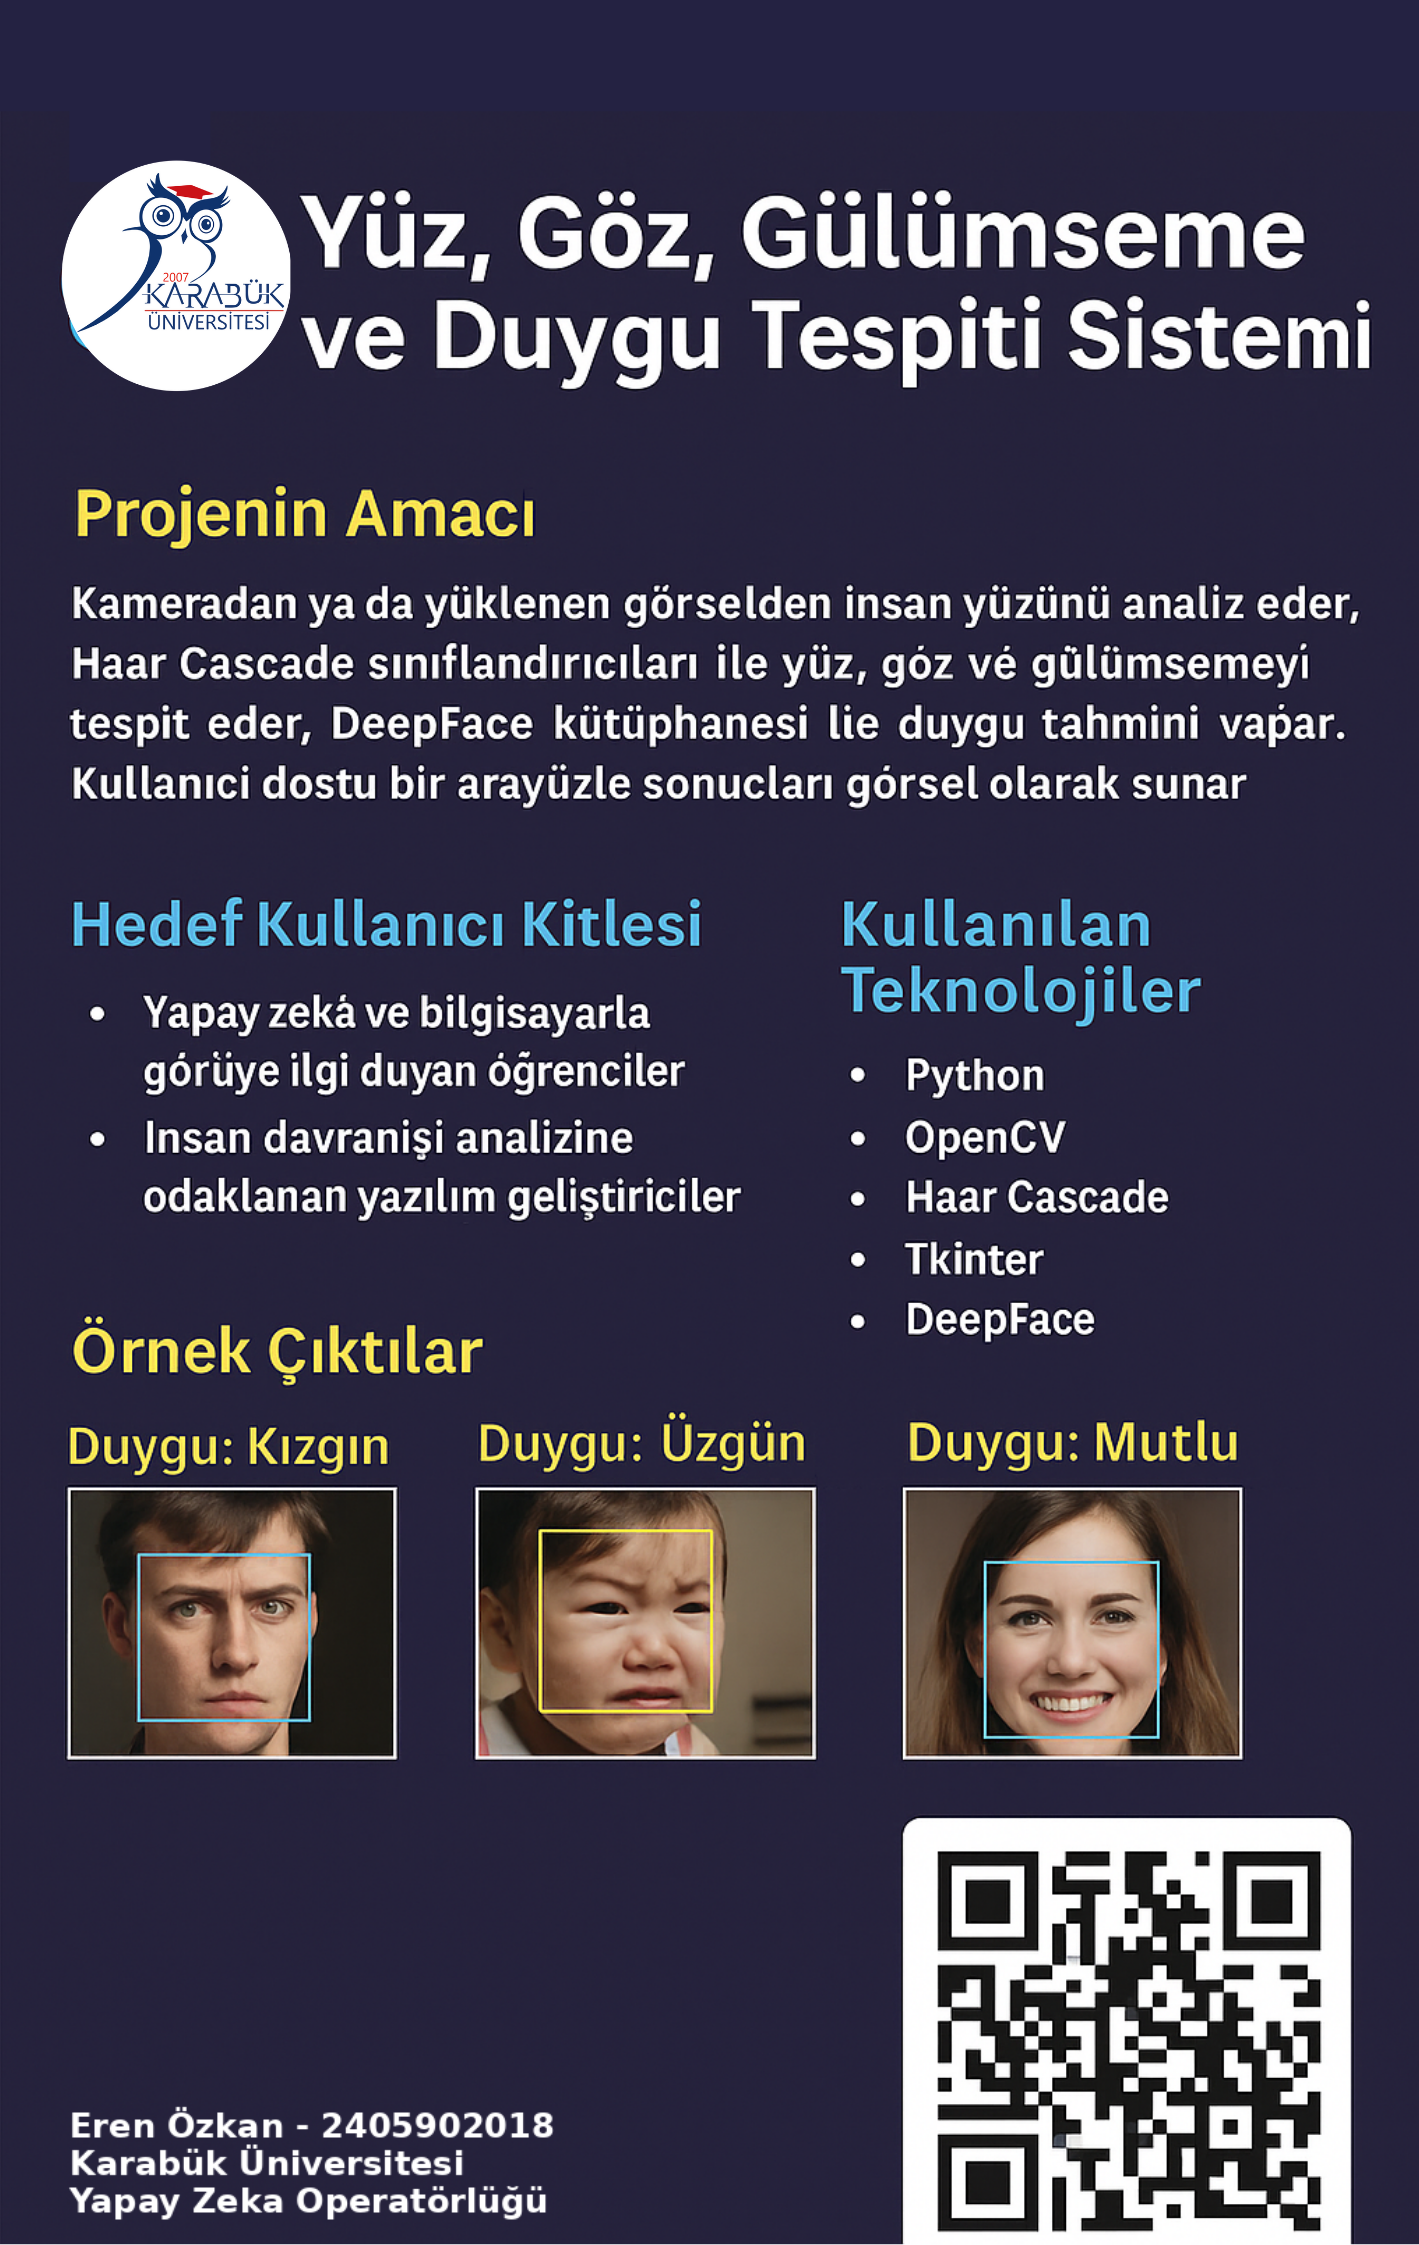 2007
KARABÜK
ÜNİVERSİTESİ
Yüz, Göz, Gülümseme
ve Duygu Tespiti Sistemi
Projenin Amacı
Kameradan ya da yüklenen görselden insan yüzünü analiz eder,
Haar Cascade sınıflandırıcıları ile yüz, góz vé gülümsemeyi
tespit eder, DeepFace kütüphanesi lie duygu tahmini vaṗar.
Kullanıci dostu bir arayüzle sonucları górsel olarak sunar
Hedef Kullanıcı Kitlesi
• Yapay zeká ve bilgisayarla
górüye ilgi duyan óğrenciler
• Insan davranişi analizine
odaklanan yazılım geliştiriciler
Kullanılan
Teknolojiler
• Python
• OpenCV
• Haar Cascade
• Tkinter
• DeepFace
Örnek Çıktılar
Duygu: Kızgın
Duygu: Üzgün
Duygu: Mutlu
Eren Özkan - 2405902018
Karabük Üniversitesi
Yapay Zeka Operatörlüğü